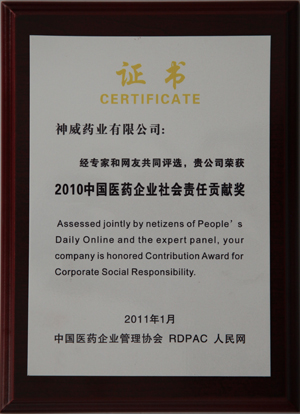 证书
CERTIFICATE
神威药业有限公司:
经专家和网友共同评选，贵公司荣获
2010中国医药企业社会责任贡献奖
Assessed jointly by netizens of People's
Daily Online and the expert panel, your
company is honored Contribution Award for
Corporate Social Responsibility.
2011年1月
中国医药企业管理协会 RDPAC 人民网